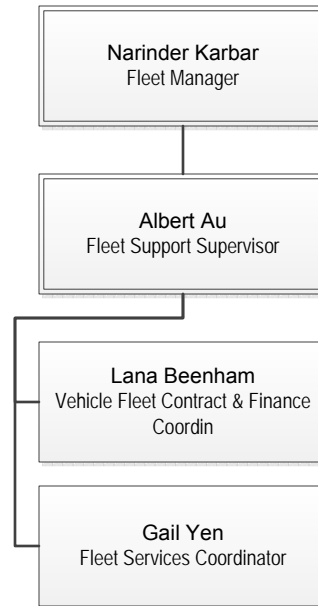 Narinder Karbar
Fleet Manager
Albert Au
Fleet Support Supervisor
Lana Beenham
Vehicle Fleet Contract & Finance
Coordin
Gail Yen
Fleet Services Coordinator